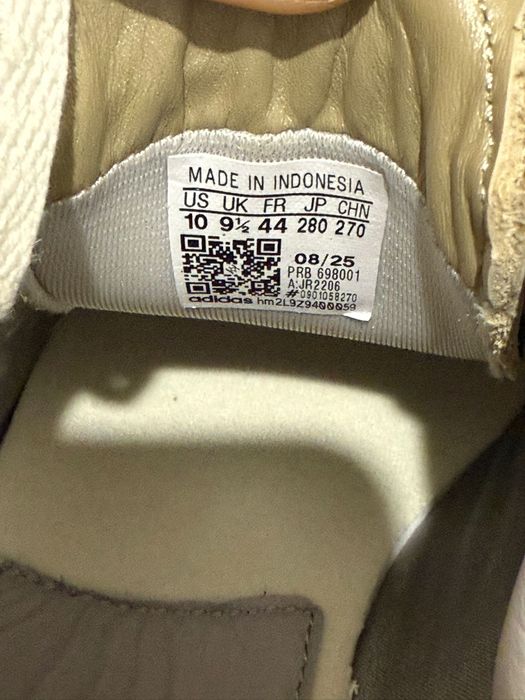 MADE IN INDONESIA
US UK FR JP CHN
10 9½ 44 280 270
08/25
PRB 698001
A:JR2206
#0901058270
adidas hm2L9Z9400059